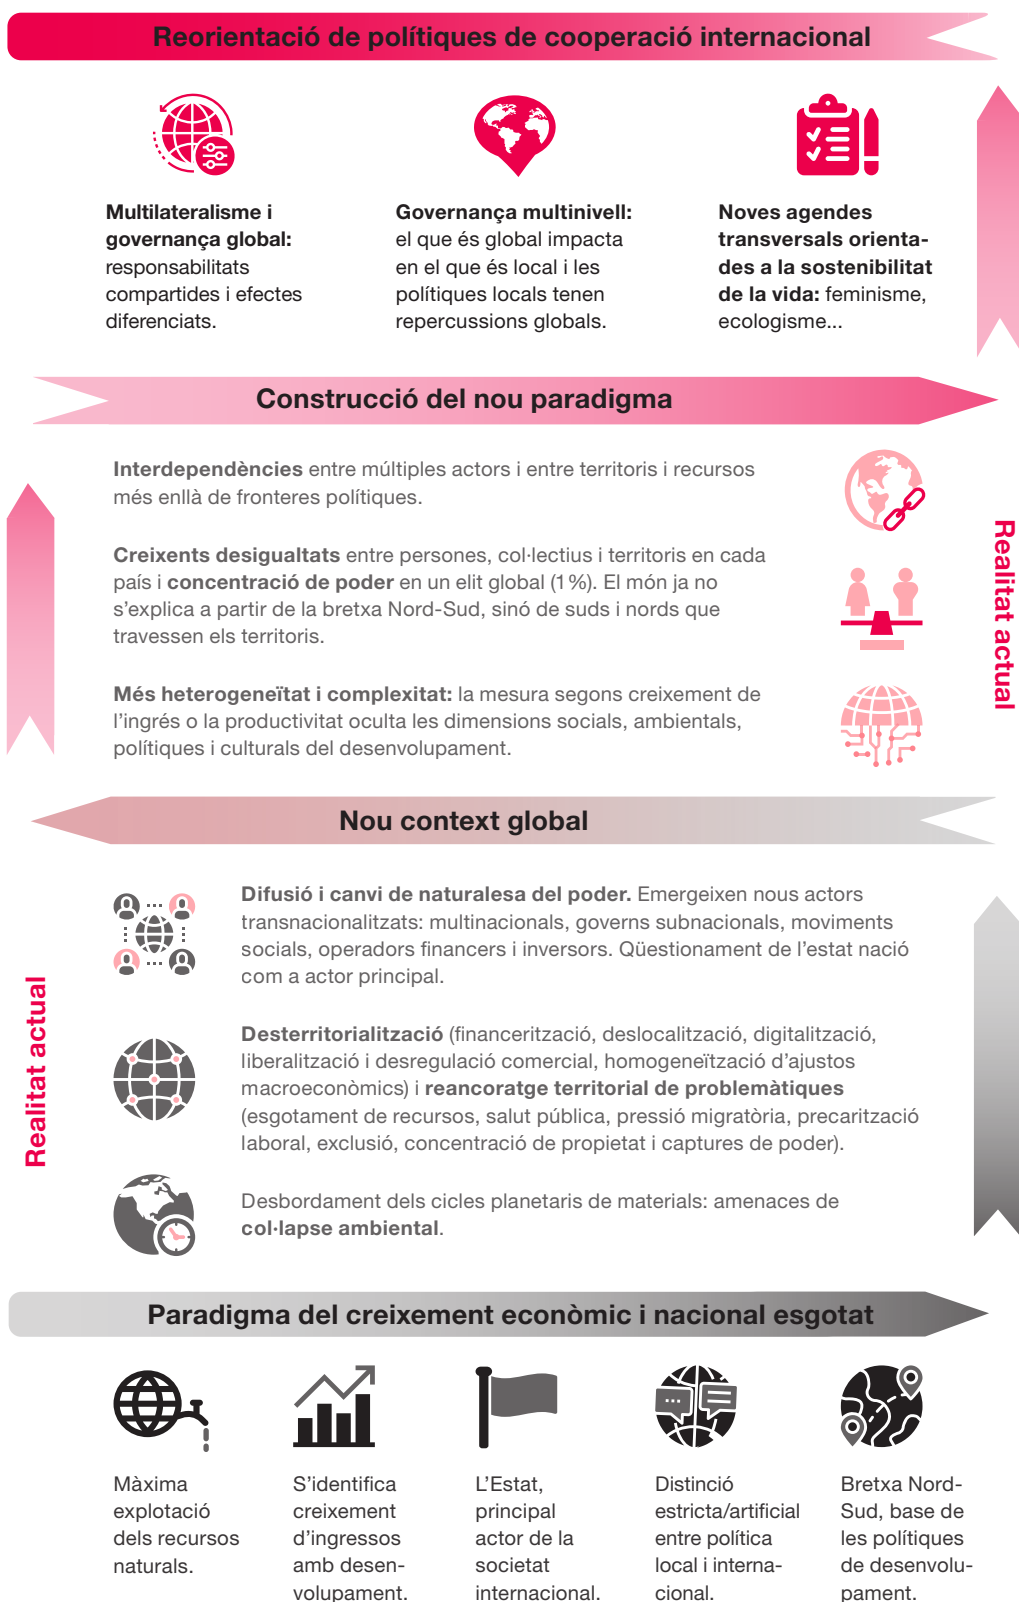 Reorientació de polítiques de cooperació internacional
Multilateralisme i
governança global:
responsabilitats
compartides i efectes
diferenciats.
Governança multinivell:
el que és global impacta
en el que és local i les
polítiques locals tenen
repercussions globals.
Noves agendes
transversals orienta-
des a la sostenibilitat
de la vida: feminisme,
ecologisme...
Construcció del nou paradigma
Interdependències entre múltiples actors i entre territoris i recursos
més enllà de fronteres polítiques.
Creixents desigualtats entre persones, col·lectius i territoris en cada
país i concentració de poder en un elit global (1 %). El món ja no
s’explica a partir de la bretxa Nord-Sud, sinó de suds i nords que
travessen els territoris.
Més heterogeneïtat i complexitat: la mesura segons creixement de
l’ingrés o la productivitat oculta les dimensions socials, ambientals,
polítiques i culturals del desenvolupament.
Realitat actual
Nou context global
Difusió i canvi de naturalesa del poder. Emergeixen nous actors
transnacionalitzats: multinacionals, governs subnacionals, moviments
socials, operadors financers i inversors. Qüestionament de l’estat nació
com a actor principal.
Desterritorialització (financerització, deslocalització, digitalització,
liberalització i desregulació comercial, homogeneïtzació d’ajustos
macroeconòmics) i reancoratge territorial de problemàtiques
(esgotament de recursos, salut pública, pressió migratòria, precarització
laboral, exclusió, concentració de propietat i captures de poder).
Desbordament dels cicles planetaris de materials: amenaces de
col·lapse ambiental.
Realitat actual
Paradigma del creixement econòmic i nacional esgotat
Màxima
explotació
dels recursos
naturals.
S’identifica
creixement
d’ingressos
amb desen-
volupament.
L’Estat,
principal
actor de la
societat
internacional.
Distinció
estricta/artificial
entre política
local i interna-
cional.
Bretxa Nord-
Sud, base de
les polítiques
de desenvolu-
pament.